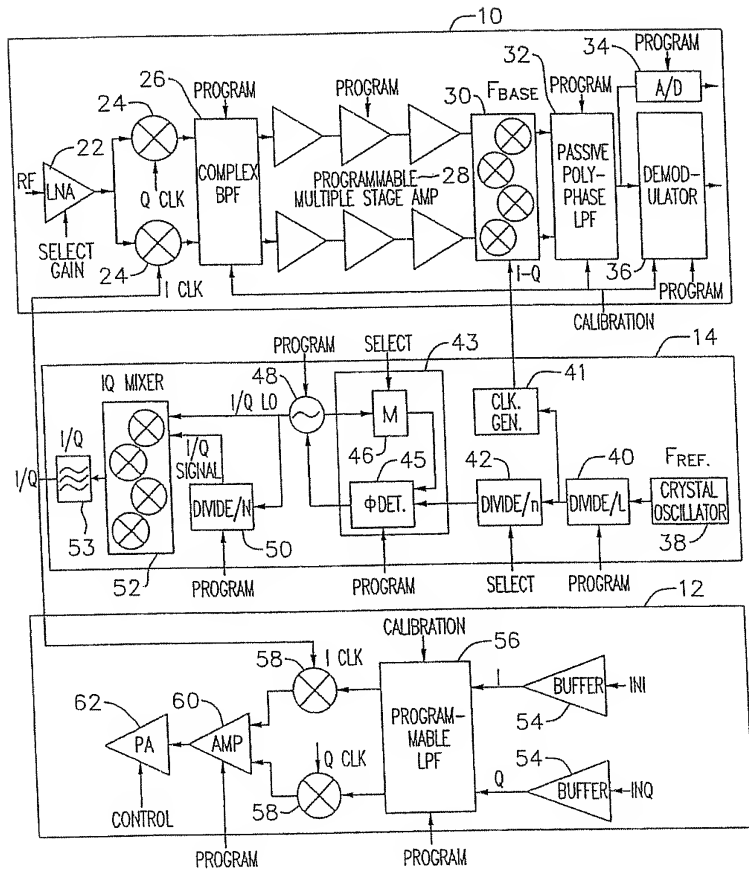 10
26
PROGRAM
PROGRAM
32
34
PROGRAM
24
30
FBASE
PROGRAM
A/D
22
RF
LNA
Q CLK
COMPLEX
BPF
PROGRAMMABLE
MULTIPLE STAGE AMP
28
PASSIVE
POLY-
PHASE
LPF
DEMOD-
ULATOR
SELECT
GAIN
24
I CLK
I-Q
36
PROGRAM
CALIBRATION
PROGRAM
SELECT
43
14
IQ MIXER
48
I/Q LO
M
46
41
CLK.
GEN.
I/Q
I/Q
I/Q
SIGNAL
45
42
40
FREF.
ΦDET.
DIVIDE/n
DIVIDE/L
CRYSTAL
OSCILLATOR
38
53
DIVIDE/N
50
52
PROGRAM
PROGRAM
SELECT
PROGRAM
12
CALIBRATION
56
58
I CLK
I
BUFFER
INI
54
62
60
PA
AMP
PROGRAM-
MABLE
LPF
Q CLK
54
58
Q
BUFFER
INQ
CONTROL
PROGRAM
PROGRAM